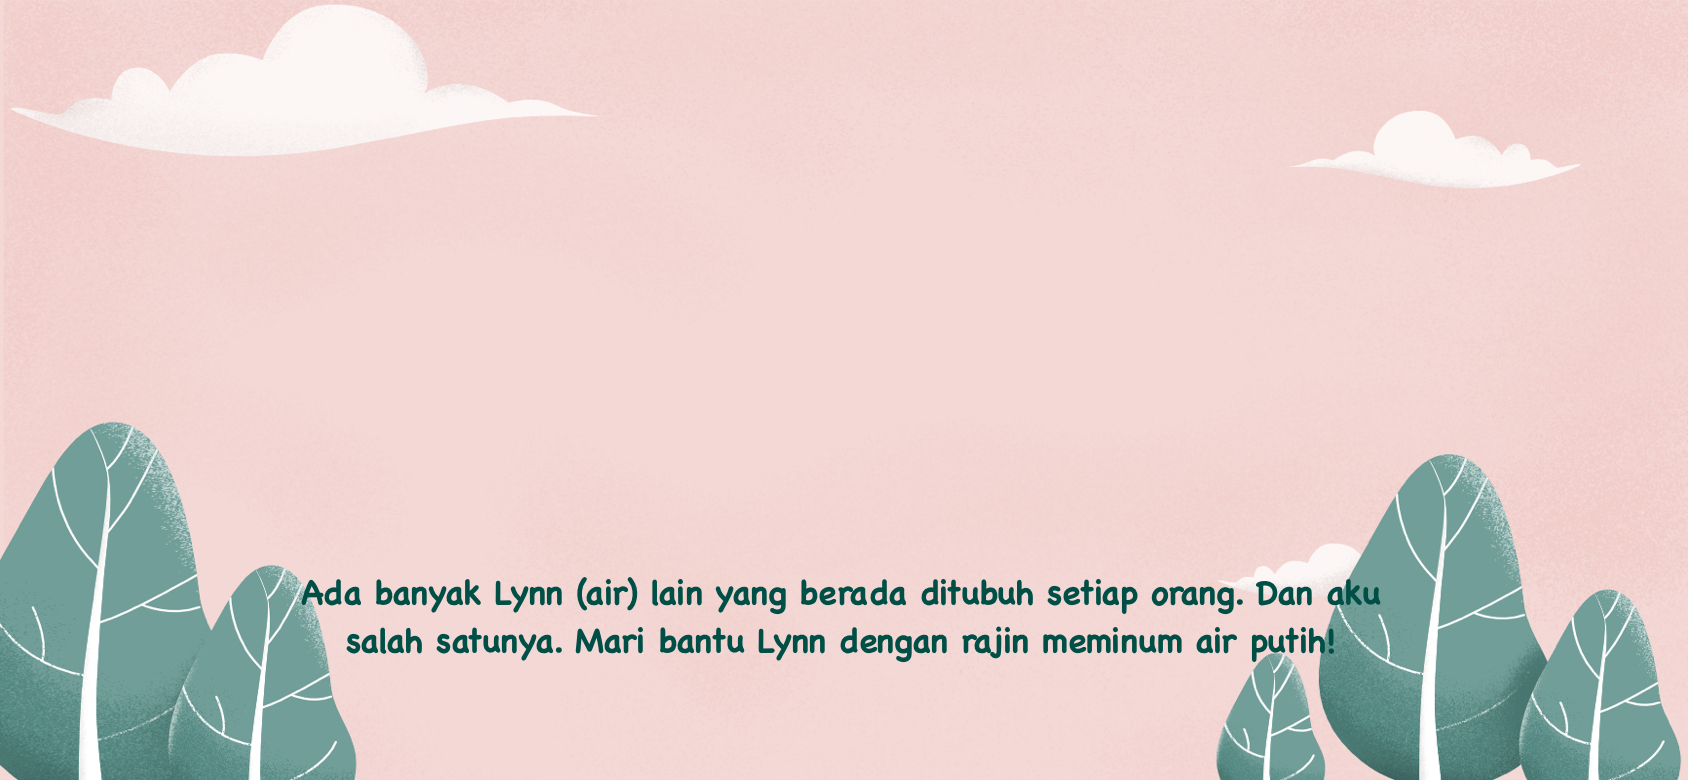 Ada banyak Lynn (air) lain yang berada ditubuh setiap orang. Dan aku
salah satunya. Mari bantu Lynn dengan rajin meminum air putih!